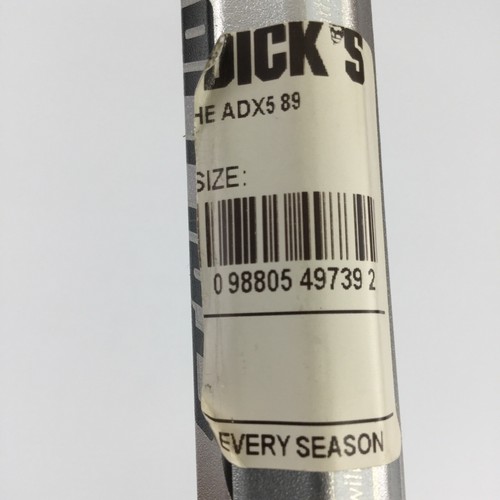 DICK'S
HE ADX5 89
SIZE:
0 98805 49739 2
EVERY SEASON